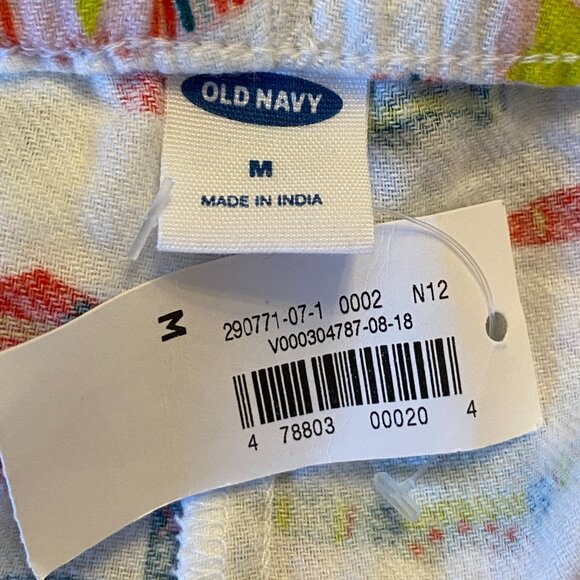 OLD NAVY
M
MADE IN INDIA
M
290771-07-1 0002 N12
V000304787-08-18
4 78803 00020 4